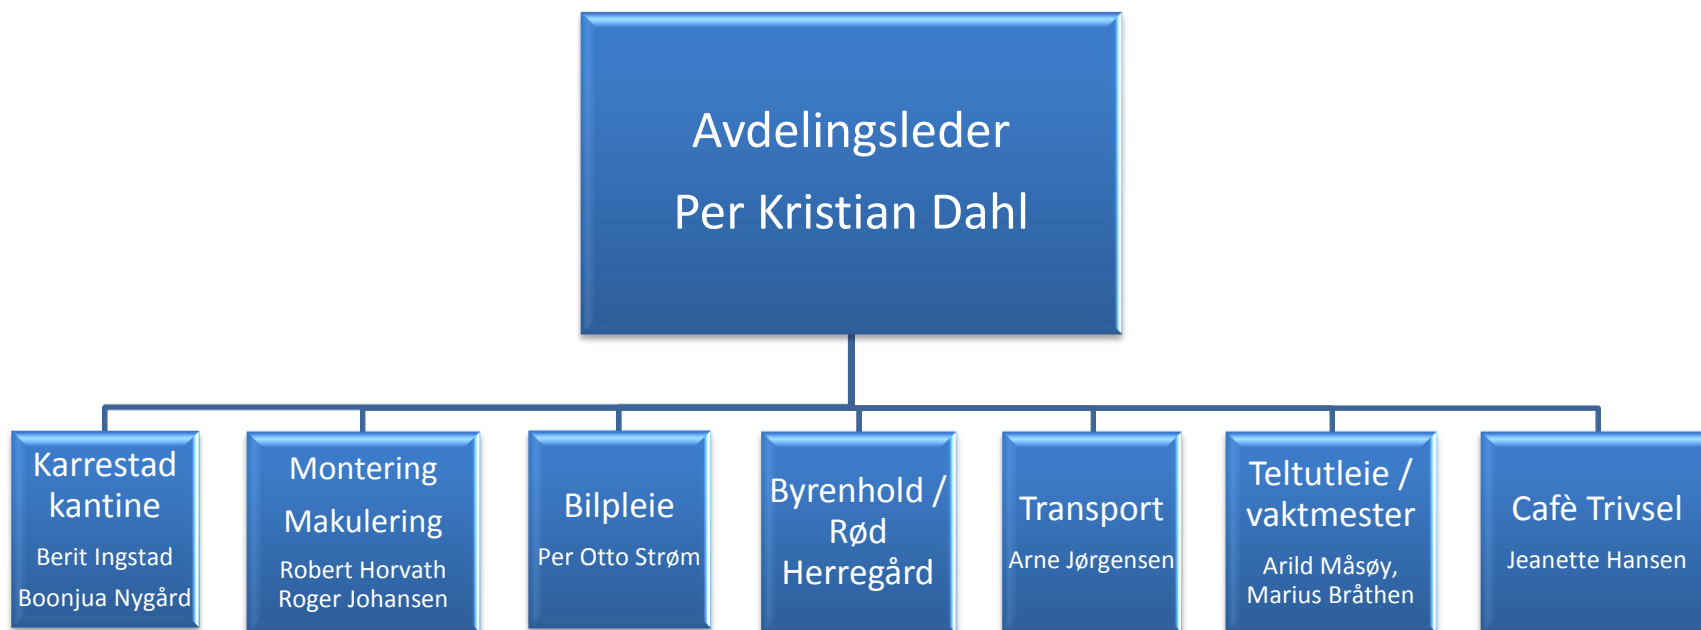 Avdelingsleder
Per Kristian Dahl
Karrestad
kantine
Berit Ingstad
Boonjua Nygård
Montering
Makulering
Robert Horvath
Roger Johansen
Bilpleie
Per Otto Strøm
Byrenhold /
Rød
Herregård
Transport
Arne Jørgensen
Teltutleie /
vaktmester
Arild Måsøy,
Marius Bråthen
Cafè Trivsel
Jeanette Hansen